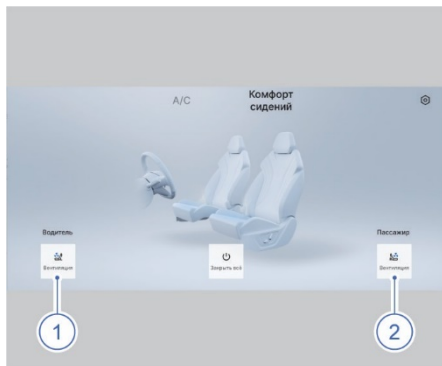 A/C
Комфорт
сидений
Водитель
Пассажир
Вентиляция
Закрыть всё
Вентиляция
1
2